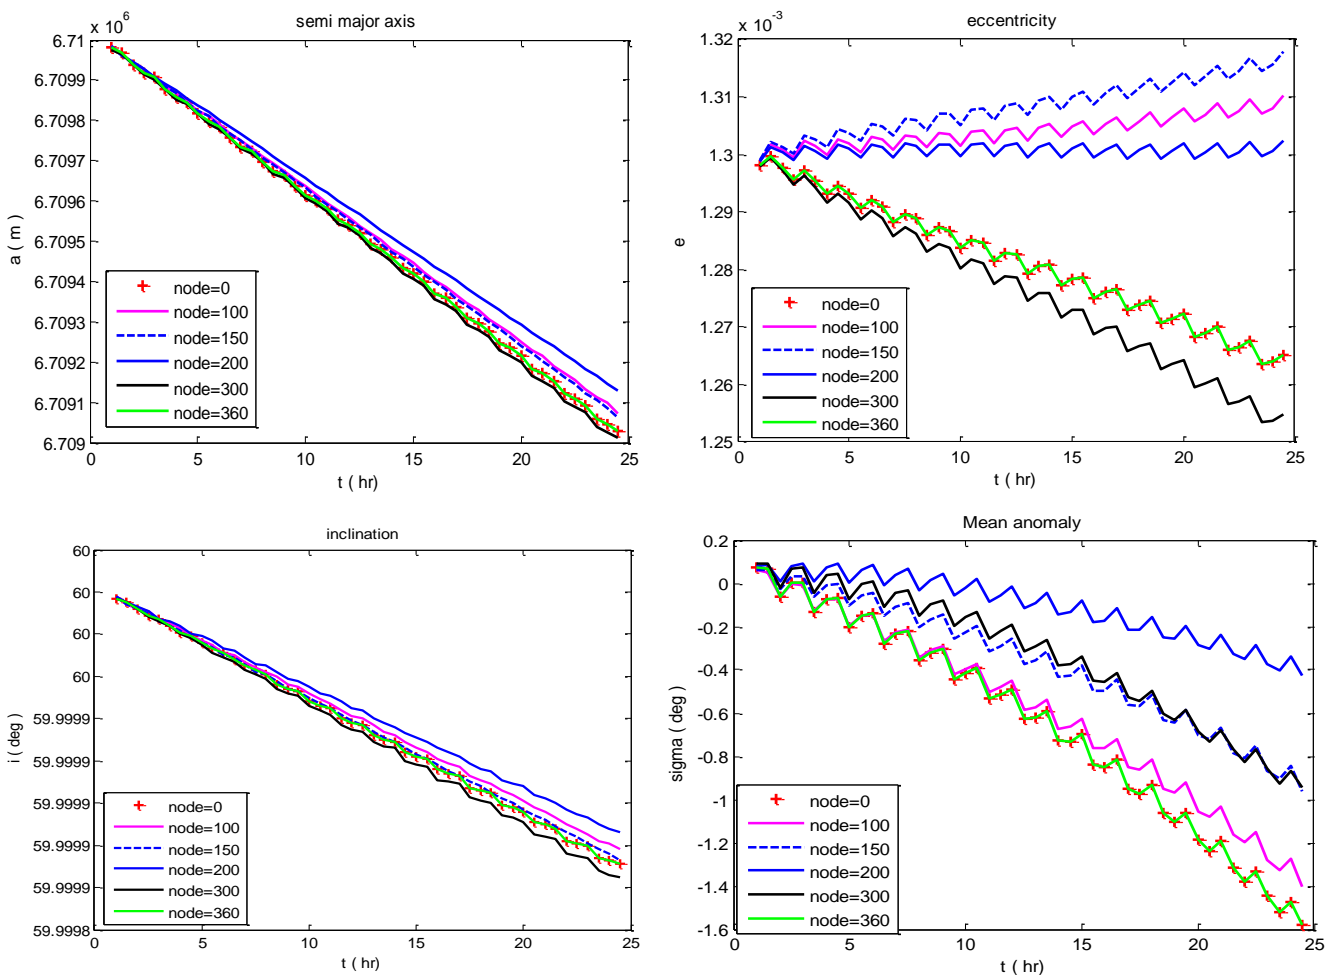 semi major axis
x 10^6
6.71
6.7099
6.7098
6.7097
6.7096
6.7095
6.7094
6.7093
6.7092
6.7091
6.709
a ( m )
0
5
10
15
20
25
t ( hr)
node=0
node=100
node=150
node=200
node=300
node=360
eccentricity
x 10^-3
1.32
1.31
1.3
1.29
1.28
1.27
1.26
1.25
e
0
5
10
15
20
25
t ( hr)
node=0
node=100
node=150
node=200
node=300
node=360
inclination
60
60
60
60
59.9999
59.9999
59.9999
59.9999
59.9999
59.9998
i ( deg)
0
5
10
15
20
25
t ( hr)
node=0
node=100
node=150
node=200
node=300
node=360
Mean anomaly
0.2
0
-0.2
-0.4
-0.6
-0.8
-1
-1.2
-1.4
-1.6
sigma ( deg )
0
5
10
15
20
25
t ( hr)
node=0
node=100
node=150
node=200
node=300
node=360